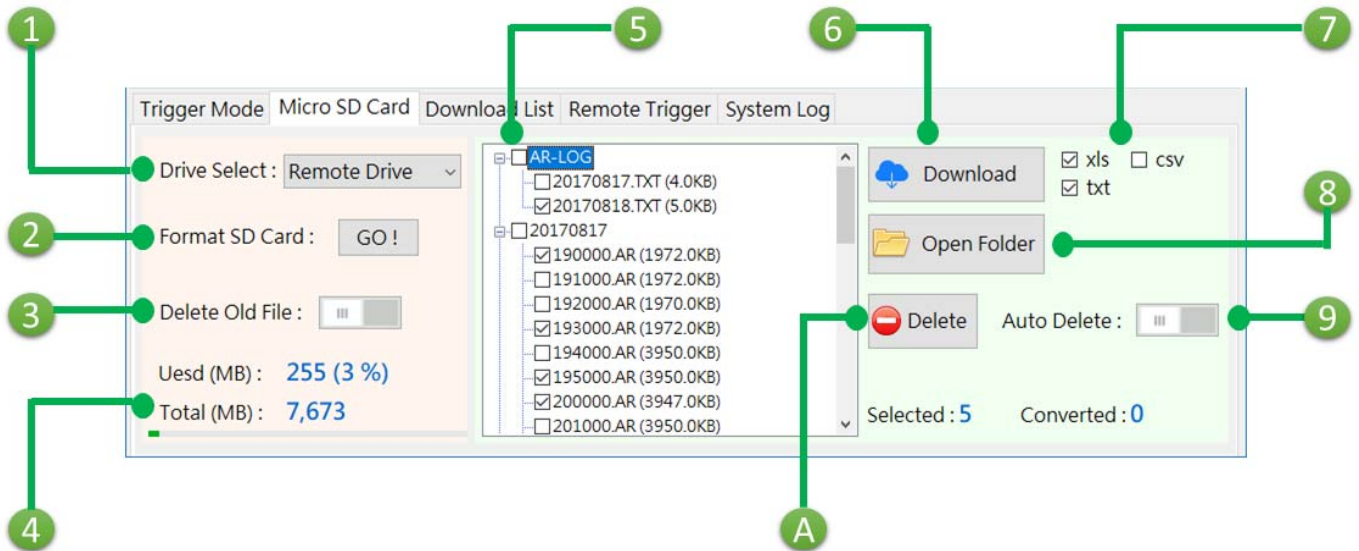 1
5
6
7
Trigger Mode Micro SD Card Download List Remote Trigger System Log
Drive Select : Remote Drive
AR-LOG
20170817.TXT (4.0KB)
20170818.TXT (5.0KB)
Download
xls csv
txt
8
2
Format SD Card : GO !
20170817
190000.AR (1972.0KB)
191000.AR (1972.0KB)
192000.AR (1970.0KB)
193000.AR (1972.0KB)
194000.AR (3950.0KB)
195000.AR (3950.0KB)
200000.AR (3947.0KB)
201000.AR (3950.0KB)
Open Folder
3
Delete Old File :
Delete Auto Delete :
9
Uesd (MB) : 255 (3 %)
Total (MB) : 7,673
Selected : 5 Converted : 0
4
A